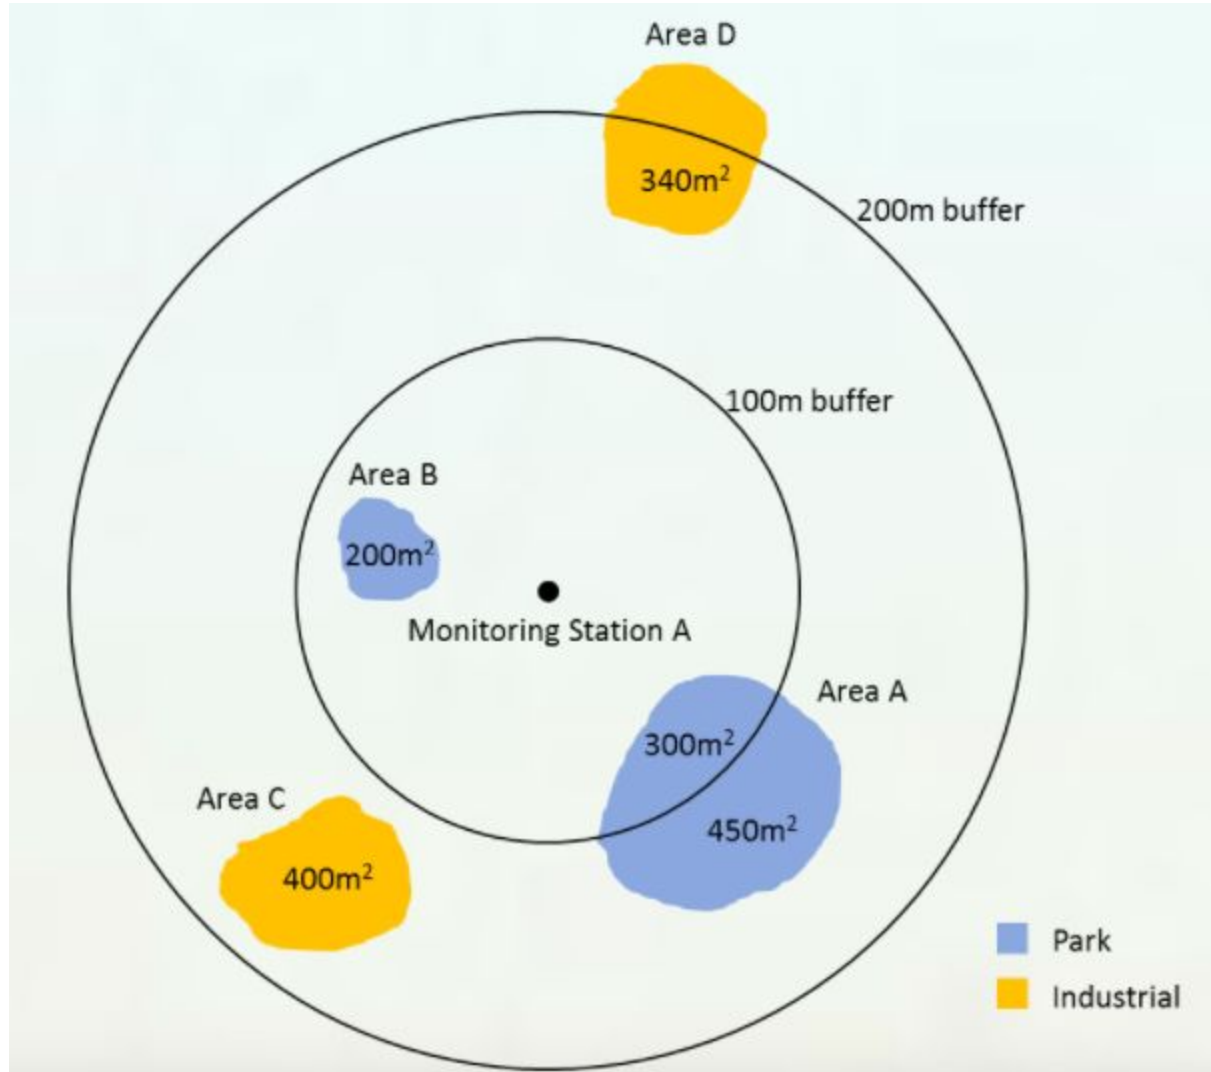 Area D
340m²
200m buffer
100m buffer
Area B
200m²
Monitoring Station A
Area A
300m²
450m²
Area C
400m²
Park
Industrial